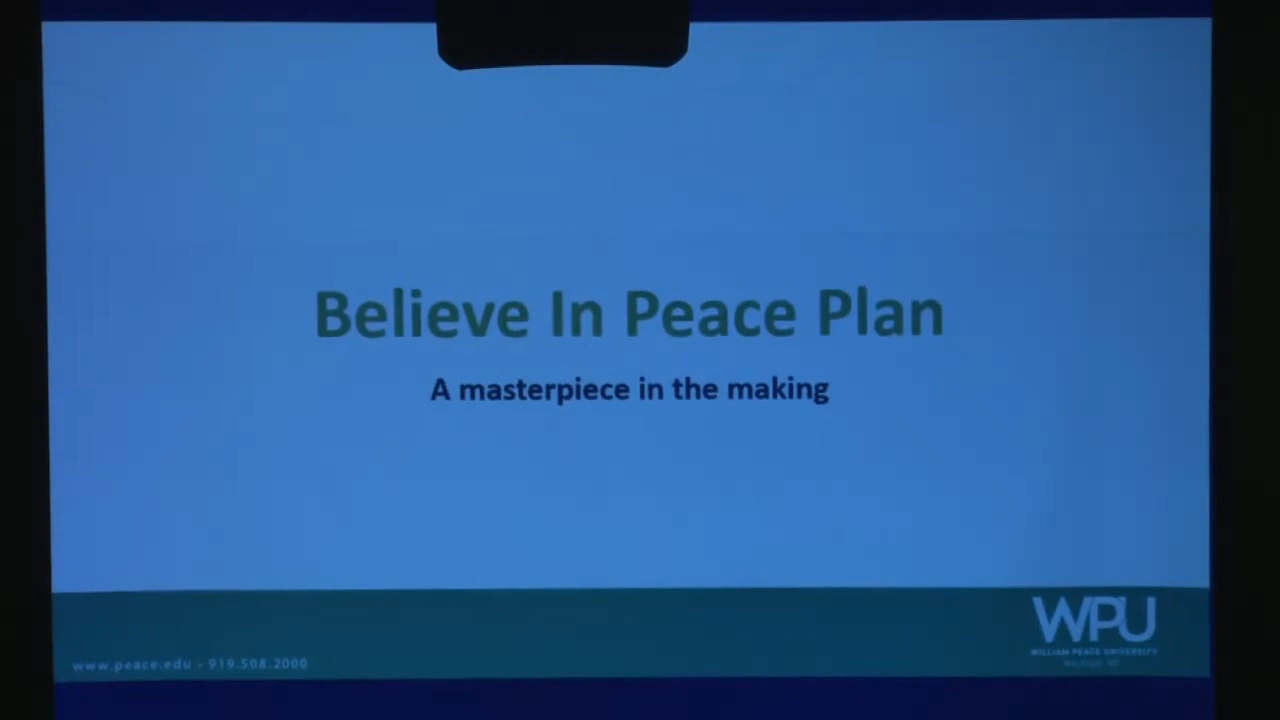 Believe In Peace Plan
A masterpiece in the making
www.peace.edu - 919.508.2000
WPU
WILLIAM PEACE UNIVERSITY